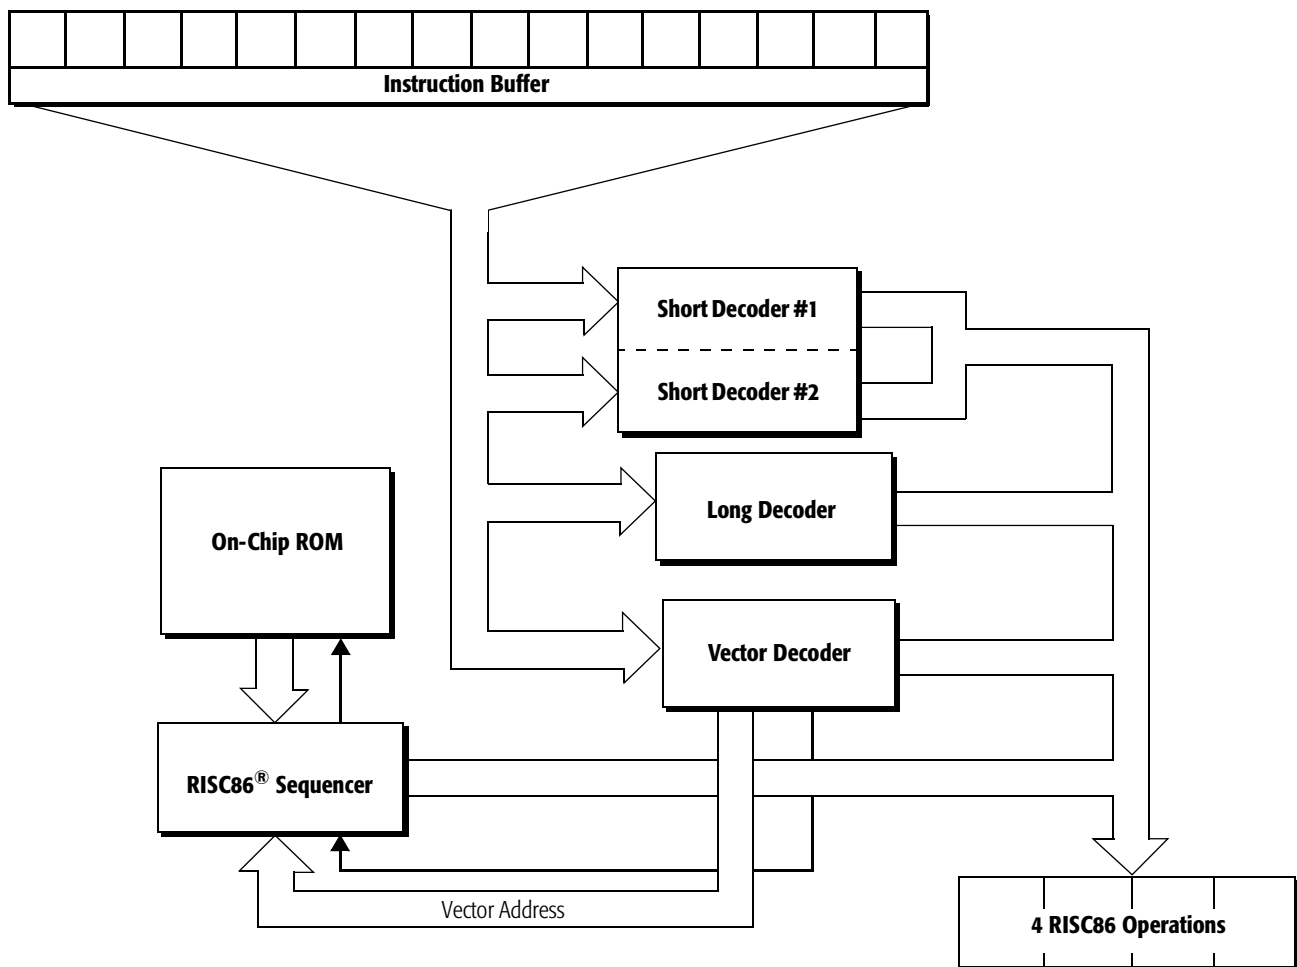 Instruction Buffer
Short Decoder #1
Short Decoder #2
Long Decoder
On-Chip ROM
Vector Decoder
RISC86® Sequencer
Vector Address
4 RISC86 Operations